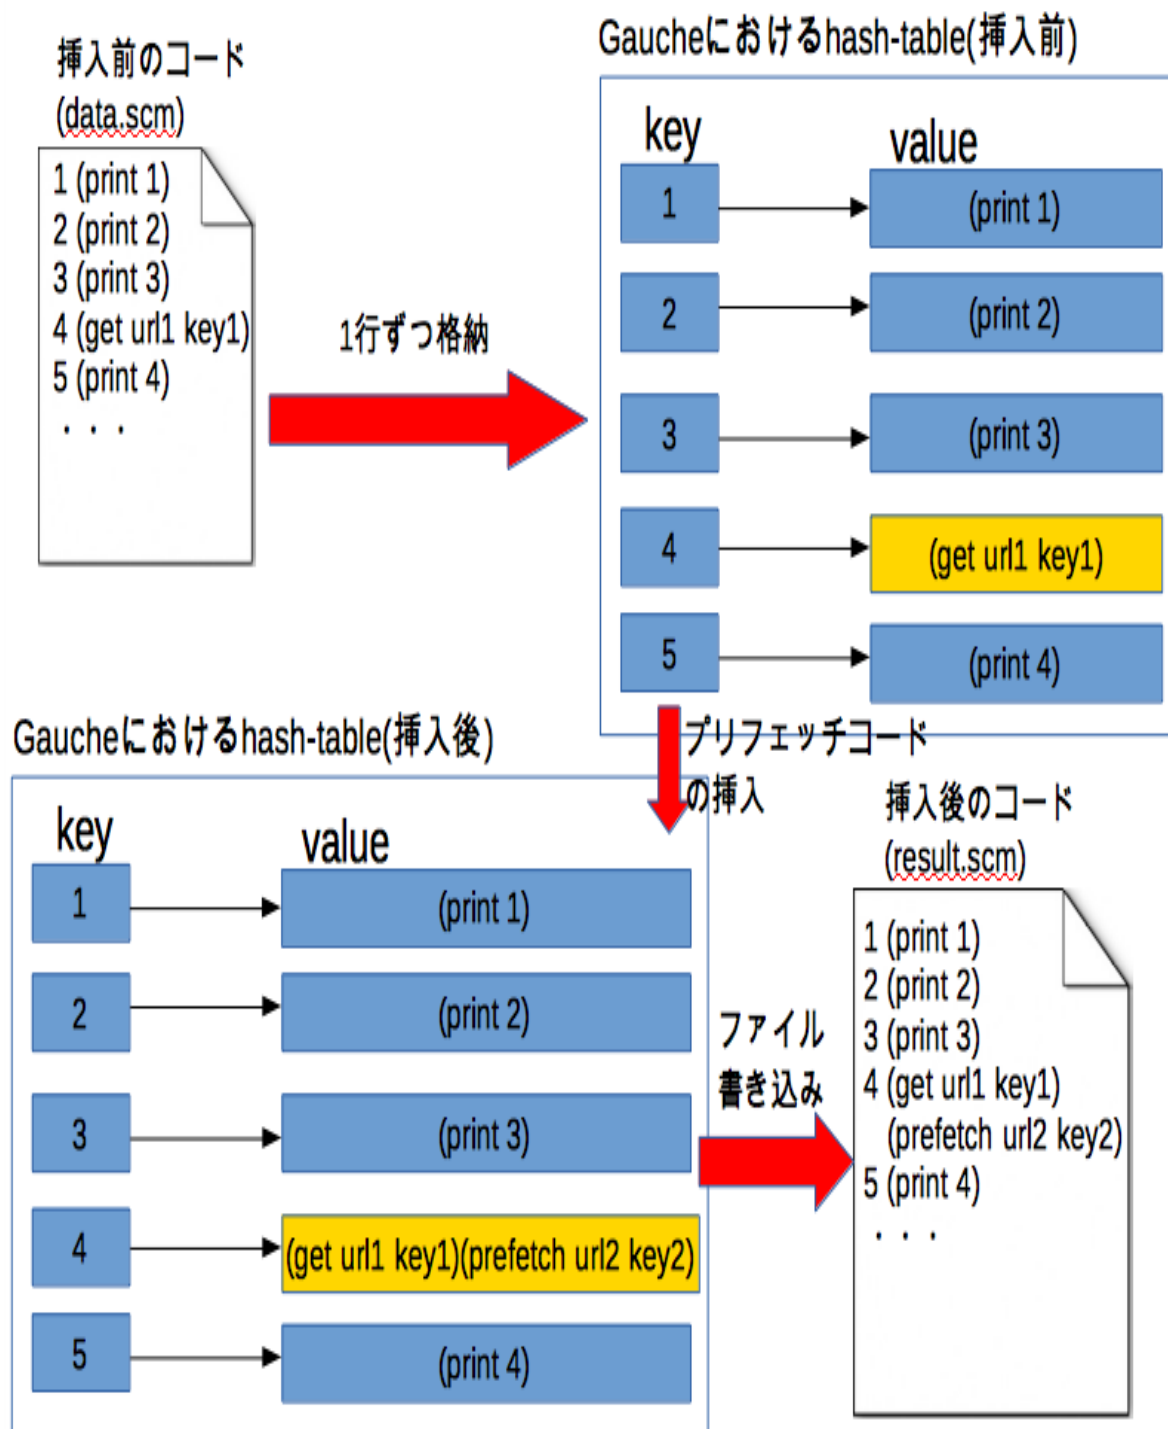 挿入前のコード
(data.scm)
1 (print 1)
2 (print 2)
3 (print 3)
4 (get url1 key1)
5 (print 4)
・・・
1行ずつ格納
Gaucheにおけるhash-table(挿入前)
key value
1 (print 1)
2 (print 2)
3 (print 3)
4 (get url1 key1)
5 (print 4)
プリフェッチコード
の挿入
Gaucheにおけるhash-table(挿入後)
key value
1 (print 1)
2 (print 2)
3 (print 3)
4 (get url1 key1)(prefetch url2 key2)
5 (print 4)
ファイル
書き込み
挿入後のコード
(result.scm)
1 (print 1)
2 (print 2)
3 (print 3)
4 (get url1 key1)
(prefetch url2 key2)
5 (print 4)
・・・